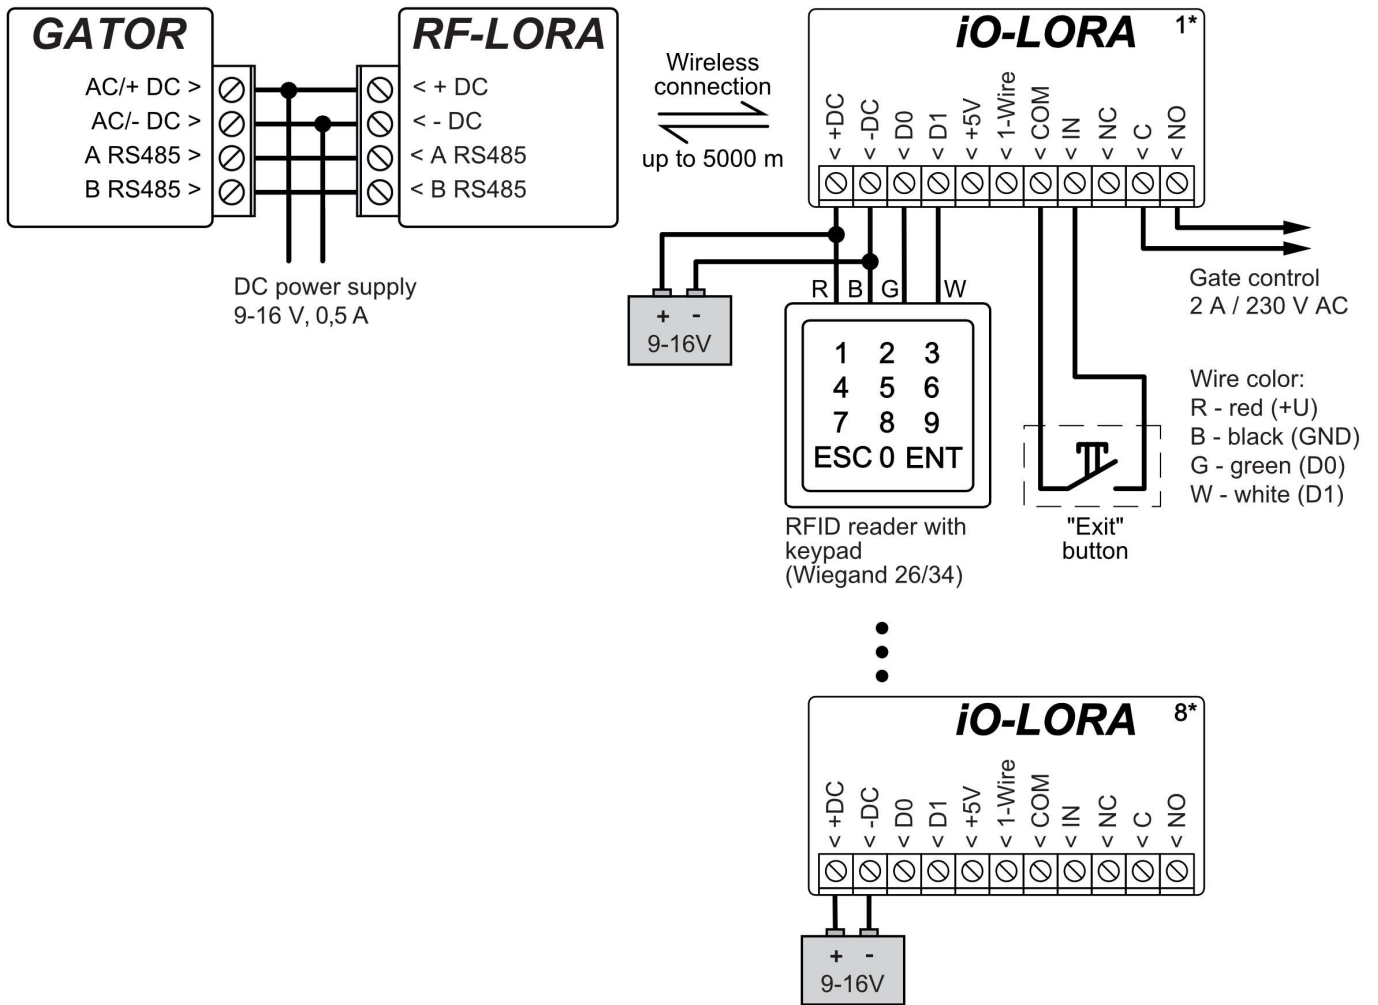 GATOR
AC/+ DC >
AC/- DC >
A RS485 >
B RS485 >
RF-LORA
< + DC
< - DC
< A RS485
< B RS485
DC power supply
9-16 V, 0,5 A
Wireless
connection
up to 5000 m
iO-LORA 1*
< +DC
< -DC
< D0
< D1
< +5V
< 1-Wire
< COM
< IN
< NC
< C
< NO
+ -
9-16V
R B G W
1 2 3
4 5 6
7 8 9
ESC 0 ENT
RFID reader with
keypad
(Wiegand 26/34)
"Exit"
button
Gate control
2 A / 230 V AC
Wire color:
R - red (+U)
B - black (GND)
G - green (D0)
W - white (D1)
iO-LORA 8*
< +DC
< -DC
< D0
< D1
< +5V
< 1-Wire
< COM
< IN
< NC
< C
< NO
+ -
9-16V